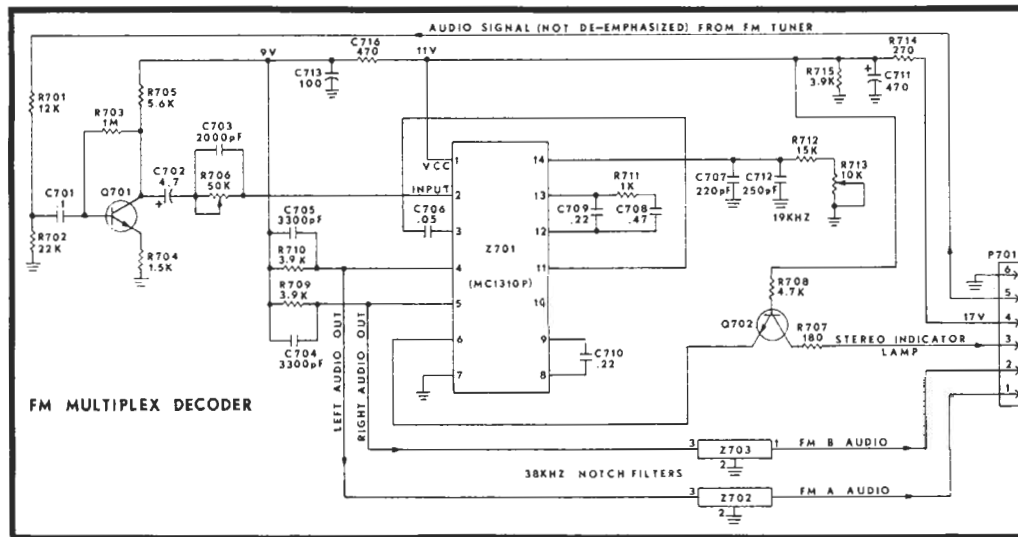 AUDIO SIGNAL (NOT DE-EMPHASIZED) FROM FM TUNER
9V
C716
470
11V
R714
270
C713
100
R715
3.9K
+
C711
470
R701
12K
R705
5.6K
R703
1M
C703
2000pF
C702
4.7
+
R706
50K
C701
.1
Q701
R702
22K
R704
1.5K
1
VCC
INPUT
2
C706
.05
3
4
5
6
7
Z701
(MC1310P)
14
13
12
11
10
9
8
C705
3300pF
R710
3.9K
R709
3.9K
C704
3300pF
R711
1K
C709
.22
C708
.47
C707
220pF
C712
250pF
R712
15K
R713
10K
19KHZ
C710
.22
R708
4.7K
Q702
R707
180
STEREO INDICATOR
LAMP
17V
P701
6
5
4
3
2
1
LEFT AUDIO OUT
RIGHT AUDIO OUT
FM MULTIPLEX DECODER
3
Z703
1
2
FM B AUDIO
38KHZ NOTCH FILTERS
3
Z702
2
FM A AUDIO